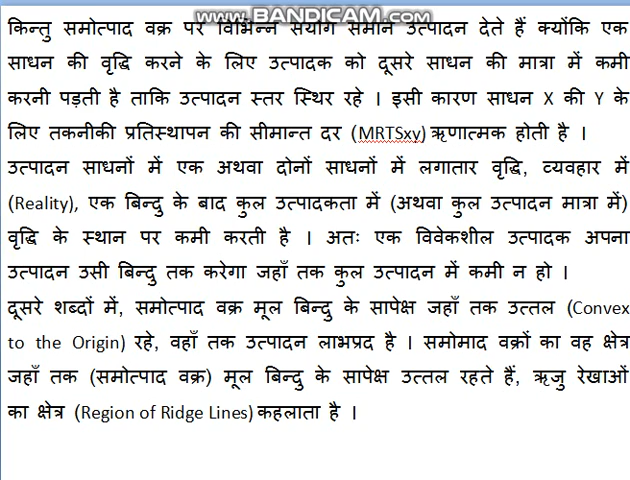 www.BANDICAM.com
किन्तु समोत्पाद वक्र पर विभिन्न संयोग समान उत्पादन देते हैं क्योंकि एक
साधन की वृद्धि करने के लिए उत्पादक को दूसरे साधन की मात्रा में कमी
करनी पड़ती है ताकि उत्पादन स्तर स्थिर रहे । इसी कारण साधन X की Y के
लिए तकनीकी प्रतिस्थापन की सीमान्त दर (MRTSxy) ऋणात्मक होती है ।
उत्पादन साधनों में एक अथवा दोनों साधनों में लगातार वृद्धि, व्यवहार में
(Reality), एक बिन्दु के बाद कुल उत्पादकता में (अथवा कुल उत्पादन मात्रा में)
वृद्धि के स्थान पर कमी करती है । अतः एक विवेकशील उत्पादक अपना
उत्पादन उसी बिन्दु तक करेगा जहाँ तक कुल उत्पादन में कमी न हो ।
दूसरे शब्दों में, समोत्पाद वक्र मूल बिन्दु के सापेक्ष जहाँ तक उत्तल (Convex
to the Origin) रहे, वहाँ तक उत्पादन लाभप्रद है । समोमाद वक्रों का वह क्षेत्र
जहाँ तक (समोत्पाद वक्र) मूल बिन्दु के सापेक्ष उत्तल रहते हैं, ऋजु रेखाओं
का क्षेत्र (Region of Ridge Lines) कहलाता है ।